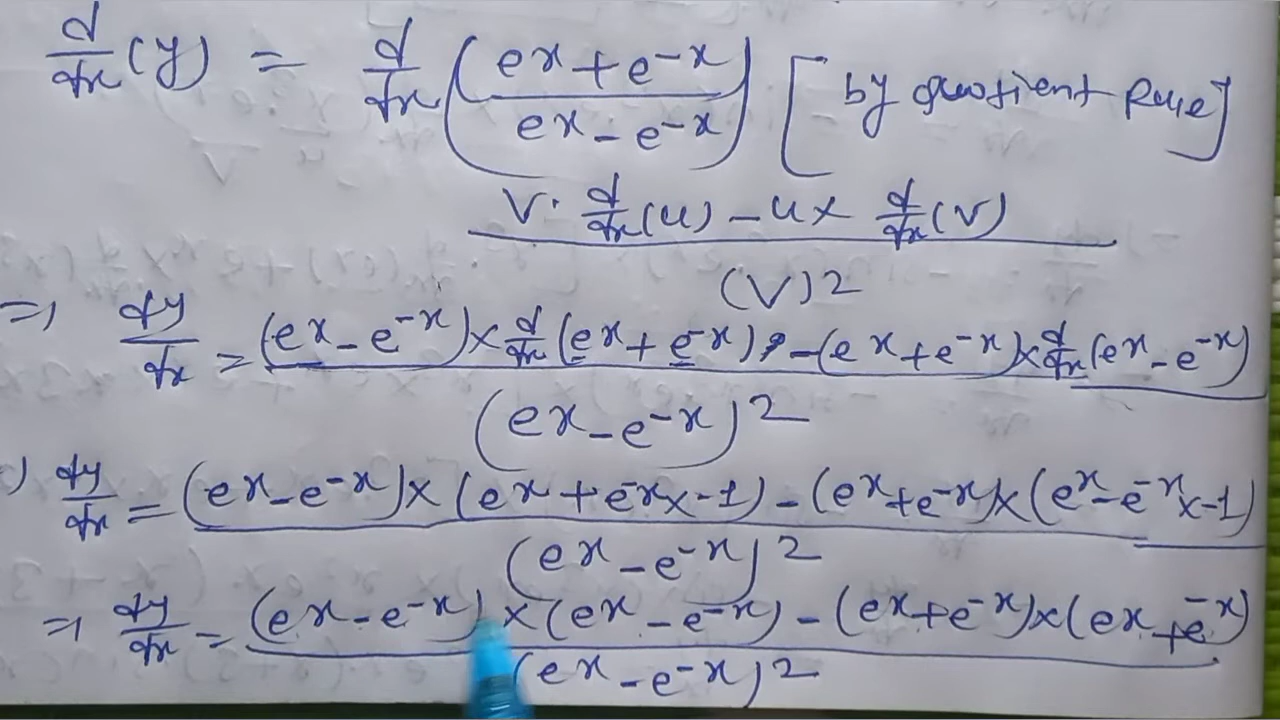 d/dx (y) = d/dx ((e^x + e^-x)/(e^x - e^-x)) [by quotient Rule]
(V · d/dx (u) - u × d/dx (V))/(V)^2
=> dy/dx = ((e^x - e^-x) × d/dx (e^x + e^-x) - (e^x + e^-x) × d/dx (e^x - e^-x))/(e^x - e^-x)^2
) dy/dx = ((e^x - e^-x) × (e^x + e^-x × -1) - (e^x + e^-x) × (e^x - e^-x × -1))/(e^x - e^-x)^2
=> dy/dx = ((e^x - e^-x) × (e^x - e^-x) - (e^x + e^-x) × (e^x + e^-x))/(e^x - e^-x)^2